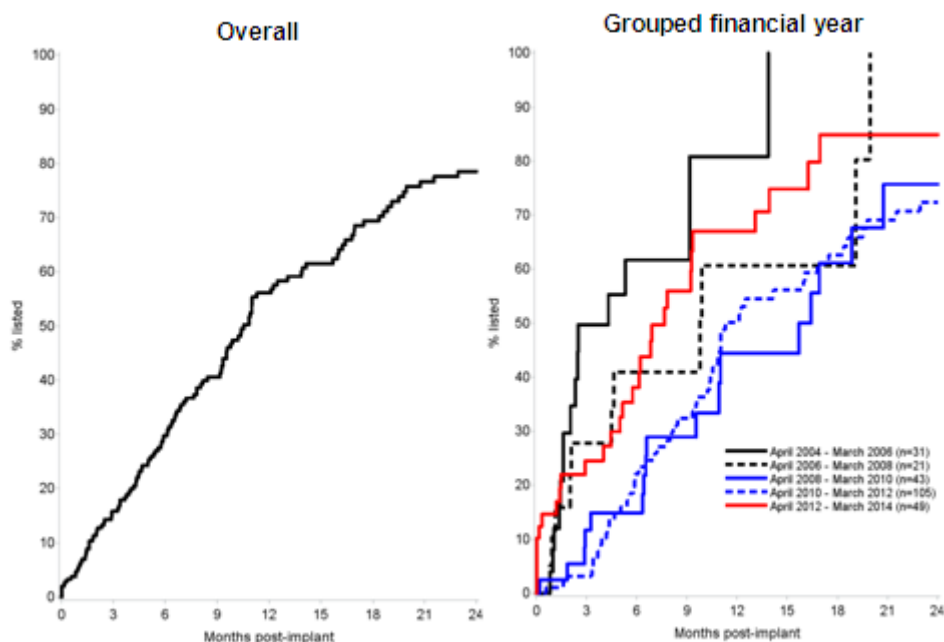 Overall
% listed
100
90
80
70
60
50
40
30
20
10
0
0 3 6 9 12 15 18 21 24
Months post-implant
Grouped financial year
% listed
100
90
80
70
60
50
40
30
20
10
0
April 2004 - March 2006 (n=31)
April 2006 - March 2008 (n=21)
April 2008 - March 2010 (n=43)
April 2010 - March 2012 (n=105)
April 2012 - March 2014 (n=49)
0 3 6 9 12 15 18 21 24
Months post-implant